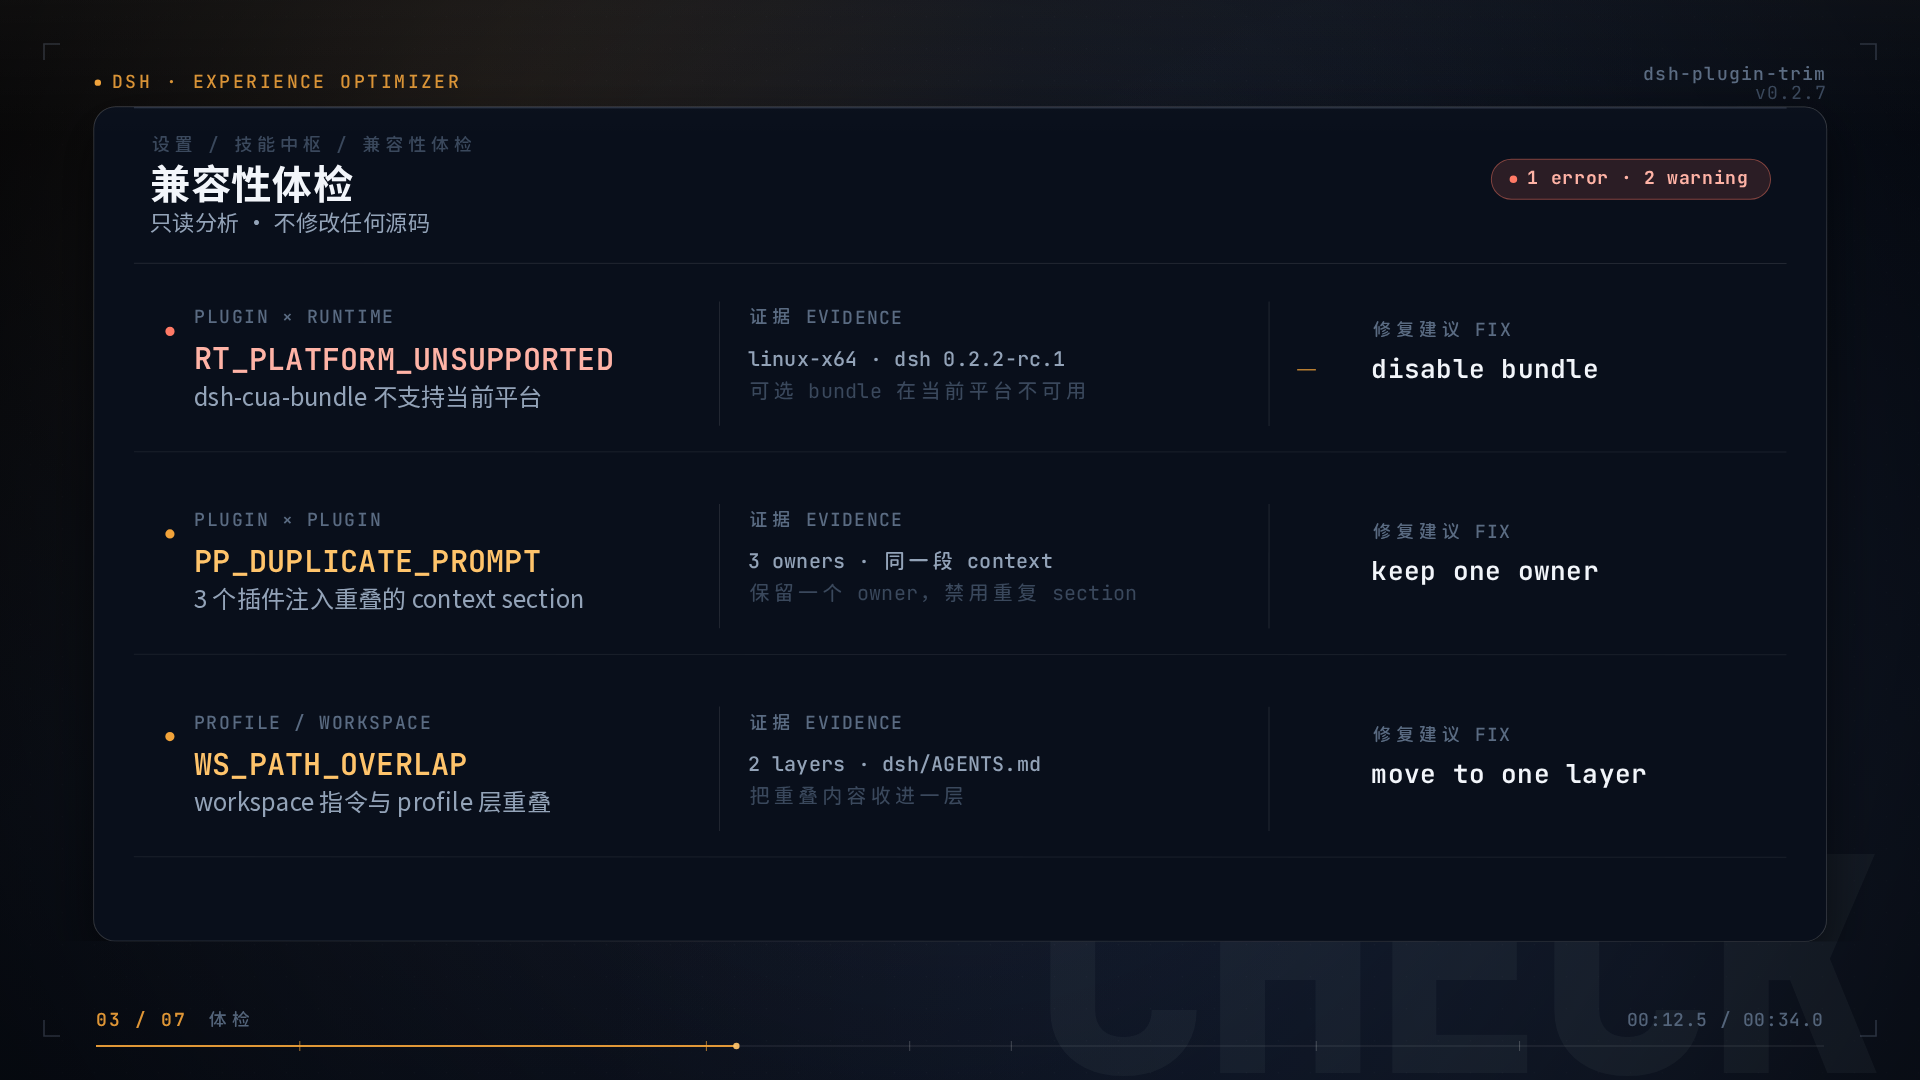 DSH · EXPERIENCE OPTIMIZER
dsh-plugin-trim
v0.2.7
设置 / 技能中枢 / 兼容性体检
兼容性体检
只读分析 · 不修改任何源码
1 error · 2 warning
PLUGIN × RUNTIME
RT_PLATFORM_UNSUPPORTED
dsh-cua-bundle 不支持当前平台
证据 EVIDENCE
linux-x64 · dsh 0.2.2-rc.1
可选 bundle 在当前平台不可用
修复建议 FIX
disable bundle
PLUGIN × PLUGIN
PP_DUPLICATE_PROMPT
3 个插件注入重叠的 context section
证据 EVIDENCE
3 owners · 同一段 context
保留一个 owner，禁用重复 section
修复建议 FIX
keep one owner
PROFILE / WORKSPACE
WS_PATH_OVERLAP
workspace 指令与 profile 层重叠
证据 EVIDENCE
2 layers · dsh/AGENTS.md
把重叠内容收进一层
修复建议 FIX
move to one layer
CHECK
03 / 07 体检
00:12.5 / 00:34.0